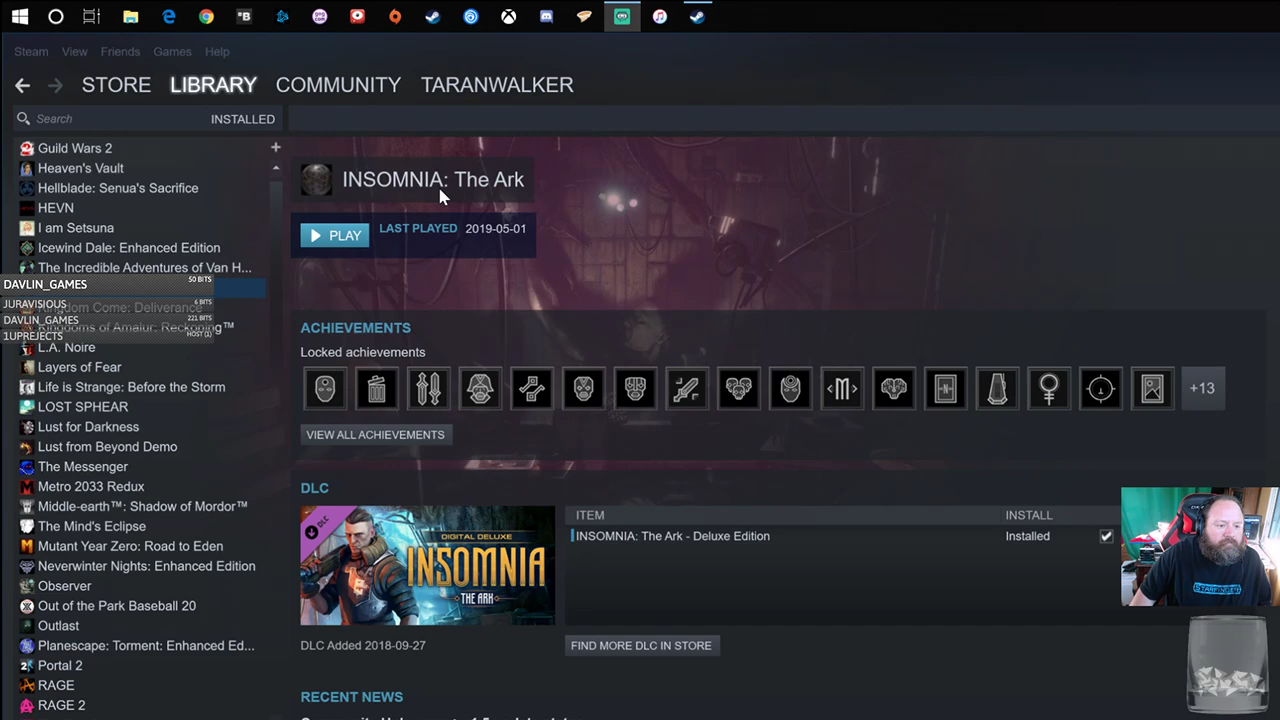 Steam View Friends Games Help
STORE LIBRARY COMMUNITY TARANWALKER
Search INSTALLED
Guild Wars 2
Heaven's Vault
Hellblade: Senua's Sacrifice
HEVN
I am Setsuna
Icewind Dale: Enhanced Edition
The Incredible Adventures of Van H...
DAVLIN_GAMES 50 BITS
JURAVISIOUS 6 BITS
Kingdom Come: Deliverance
DAVLIN_GAMES 221 BITS
Kingdoms of Amalur: Reckoning™
1UPREJECTS HOST (1)
L.A. Noire
Layers of Fear
Life is Strange: Before the Storm
LOST SPHEAR
Lust for Darkness
Lust from Beyond Demo
The Messenger
Metro 2033 Redux
Middle-earth™: Shadow of Mordor™
The Mind's Eclipse
Mutant Year Zero: Road to Eden
Neverwinter Nights: Enhanced Edition
Observer
Out of the Park Baseball 20
Outlast
Planescape: Torment: Enhanced Ed...
Portal 2
RAGE
RAGE 2
INSOMNIA: The Ark
PLAY LAST PLAYED 2019-05-01
ACHIEVEMENTS
Locked achievements
+13
VIEW ALL ACHIEVEMENTS
DLC
DLC
DIGITAL DELUXE
INSOMNIA
THE ARK
ITEM INSTALL
INSOMNIA: The Ark - Deluxe Edition Installed
DLC Added 2018-09-27
FIND MORE DLC IN STORE
RECENT NEWS
STARFINDER